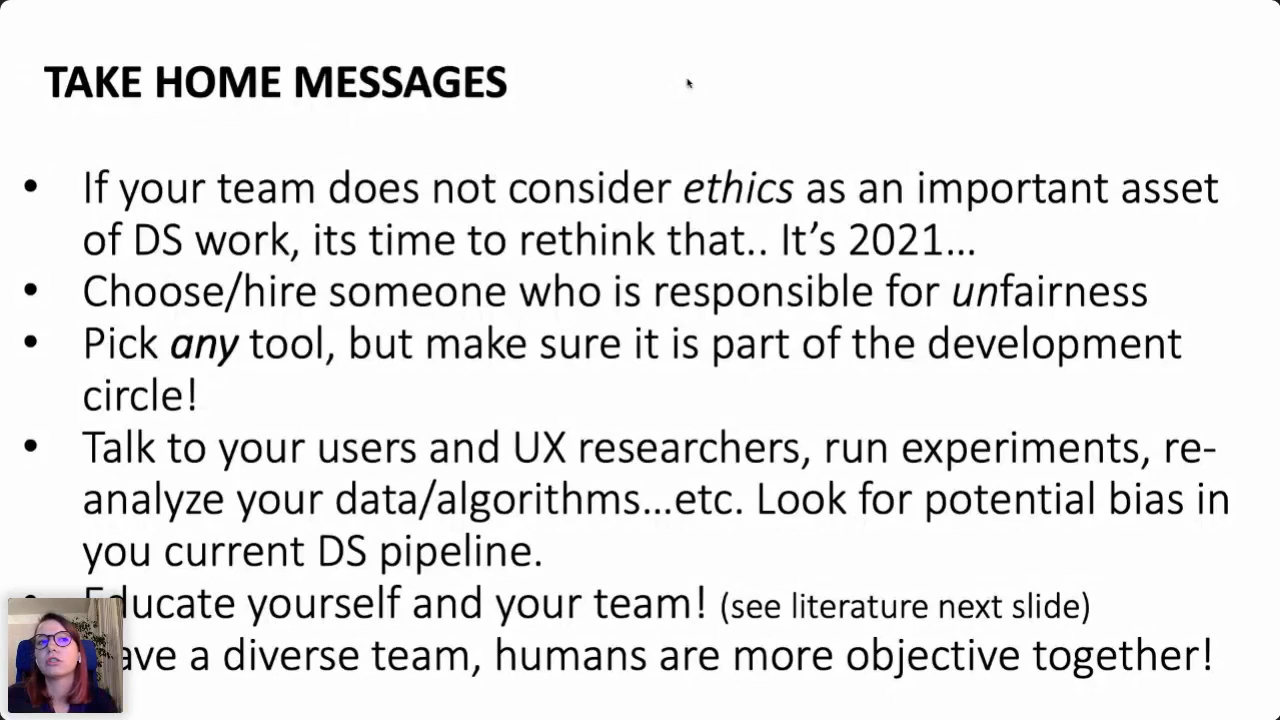 TAKE HOME MESSAGES
• If your team does not consider ethics as an important asset
of DS work, its time to rethink that.. It’s 2021…
• Choose/hire someone who is responsible for unfairness
• Pick any tool, but make sure it is part of the development
circle!
• Talk to your users and UX researchers, run experiments, re-
analyze your data/algorithms…etc. Look for potential bias in
you current DS pipeline.
• Educate yourself and your team! (see literature next slide)
ave a diverse team, humans are more objective together!